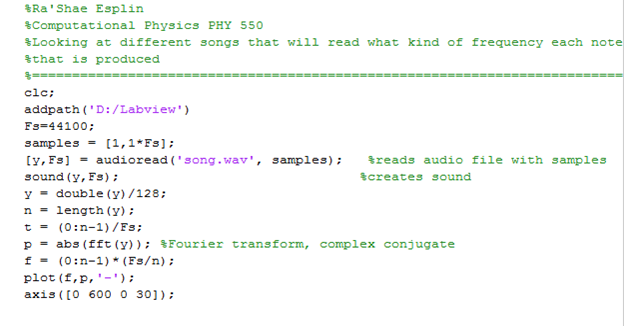 %Ra'Shae Esplin
%Computational Physics PHY 550
%Looking at different songs that will read what kind of frequency each note
%that is produced
%==========================================================================
clc;
addpath('D:/Labview')
Fs=44100;
samples = [1,1*Fs];
[y,Fs] = audioread('song.wav', samples);   %reads audio file with samples
sound(y,Fs);                               %creates sound
y = double(y)/128;
n = length(y);
t = (0:n-1)/Fs;
p = abs(fft(y)); %Fourier transform, complex conjugate
f = (0:n-1)*(Fs/n);
plot(f,p,'-');
axis([0 600 0 30]);